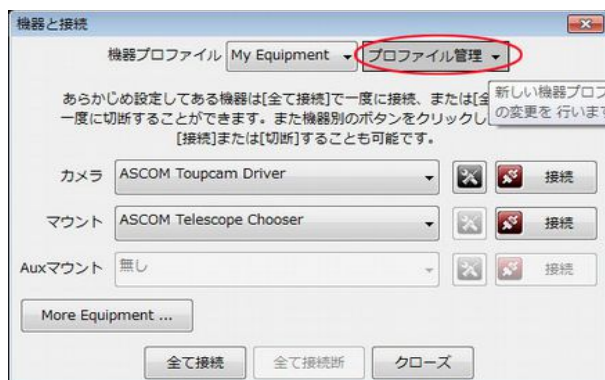 機器と接続
機器プロファイル My Equipment プロファイル管理
新しい機器プロフ
の変更を 行います
あらかじめ設定してある機器は[全て接続]で一度に接続、または[全
一度に切断することができます。また機器別のボタンをクリックし
[接続]または[切断]することも可能です。
カメラ ASCOM Toupcam Driver 接続
マウント ASCOM Telescope Chooser 接続
Auxマウント 無し 接続
More Equipment ...
全て接続 全て接続断 クローズ